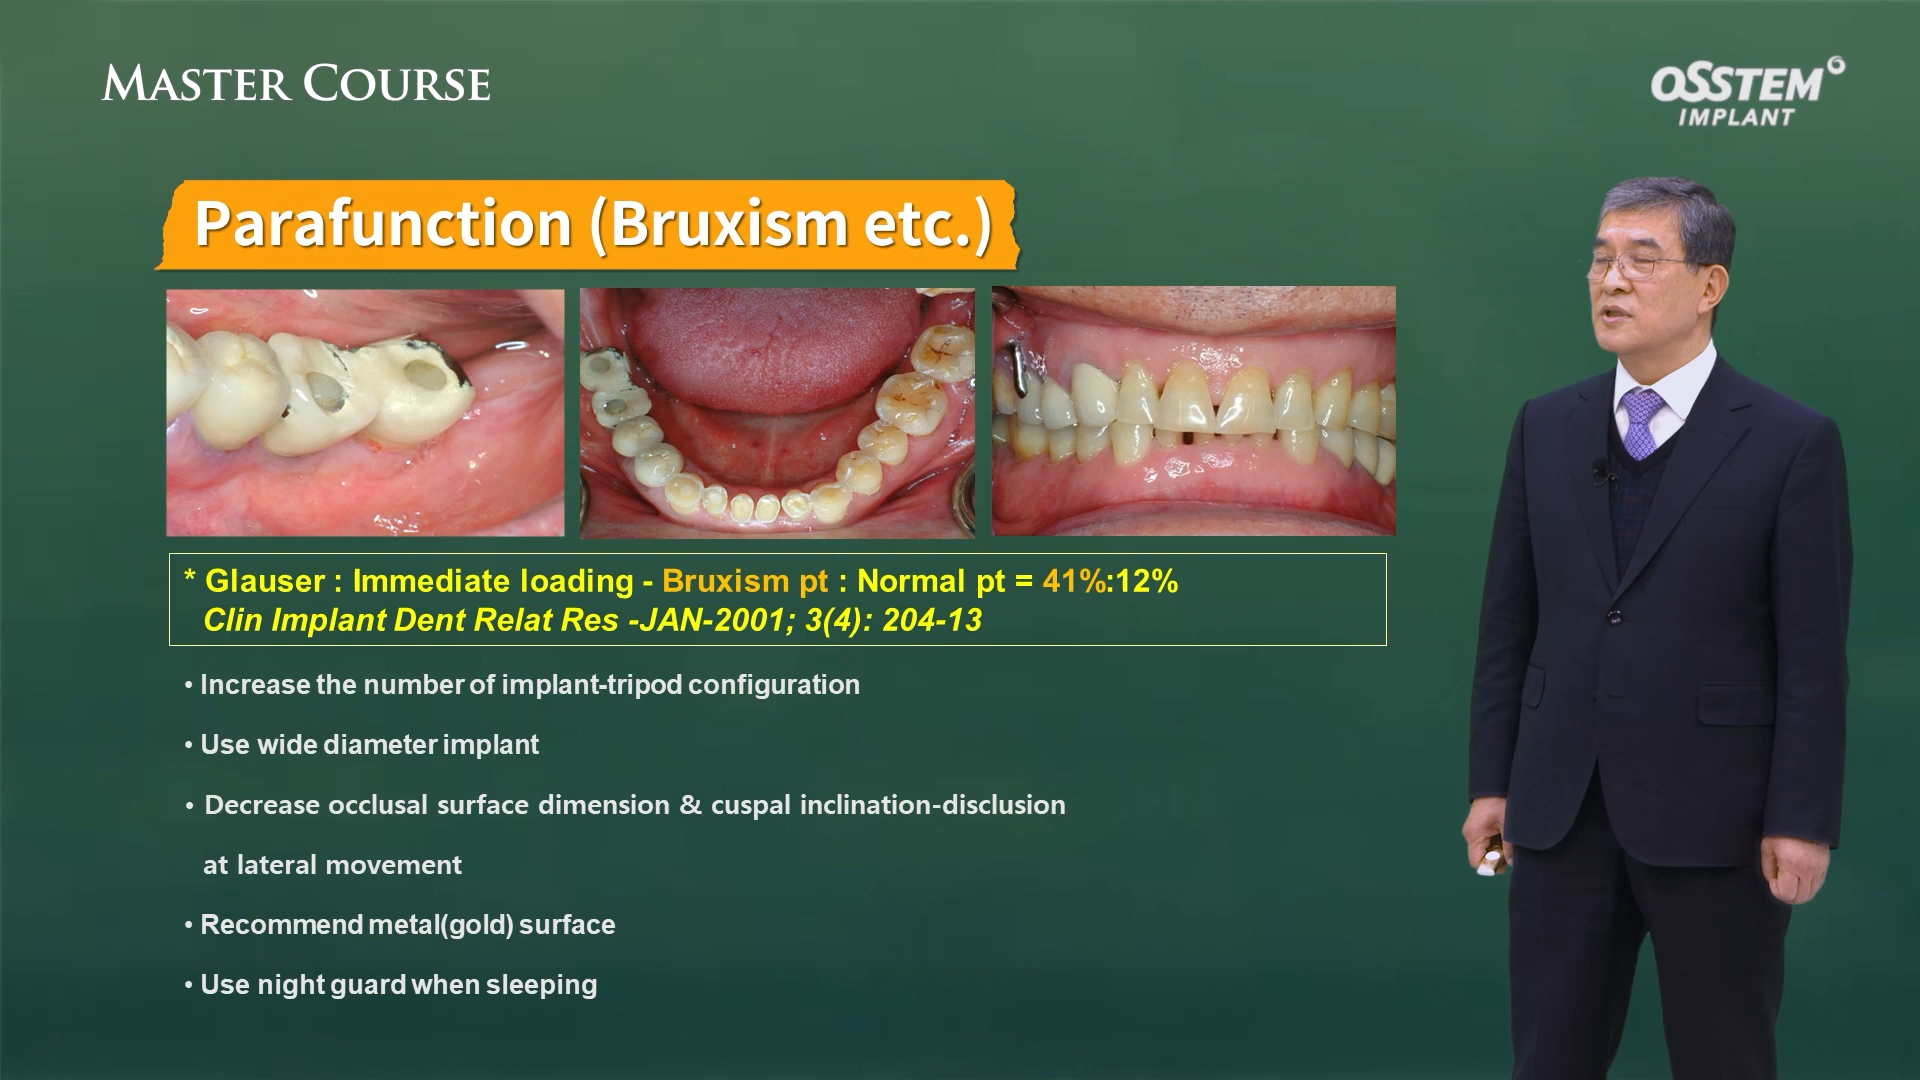 MASTER COURSE
OSSTEM
IMPLANT
Parafunction (Bruxism etc.)
* Glauser : Immediate loading - Bruxism pt : Normal pt = 41%:12%
Clin Implant Dent Relat Res -JAN-2001; 3(4): 204-13
• Increase the number of implant-tripod configuration
• Use wide diameter implant
• Decrease occlusal surface dimension & cuspal inclination-disclusion
at lateral movement
• Recommend metal(gold) surface
• Use night guard when sleeping